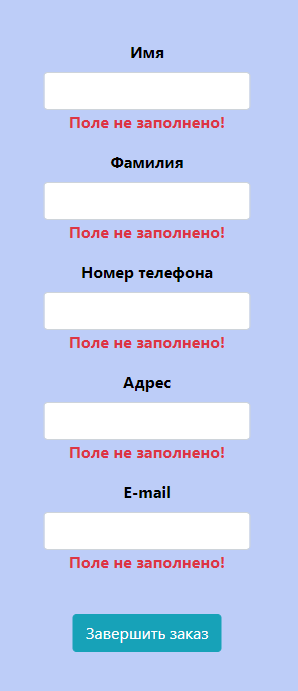 Имя
Поле не заполнено!
Фамилия
Поле не заполнено!
Номер телефона
Поле не заполнено!
Адрес
Поле не заполнено!
E-mail
Поле не заполнено!
Завершить заказ